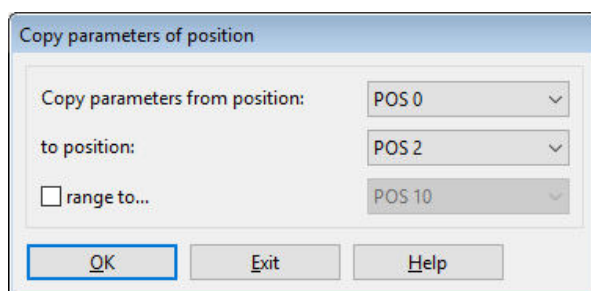 Copy parameters of position
Copy parameters from position: POS 0
to position: POS 2
range to... POS 10
OK Exit Help